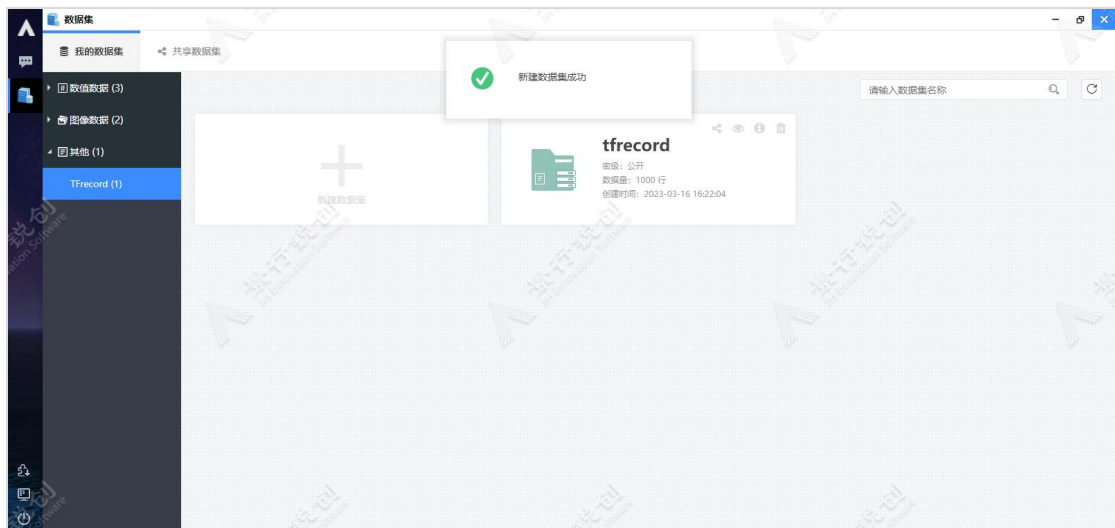 数据集
我的数据集
共享数据集
新建数据集成功
数值数据 (3)
请输入数据集名称
图像数据 (2)
其他 (1)
TFrecord (1)
新建数据集
tfrecord
密级：公开
数据量：1000 行
创建时间：2023-03-16 16:22:04